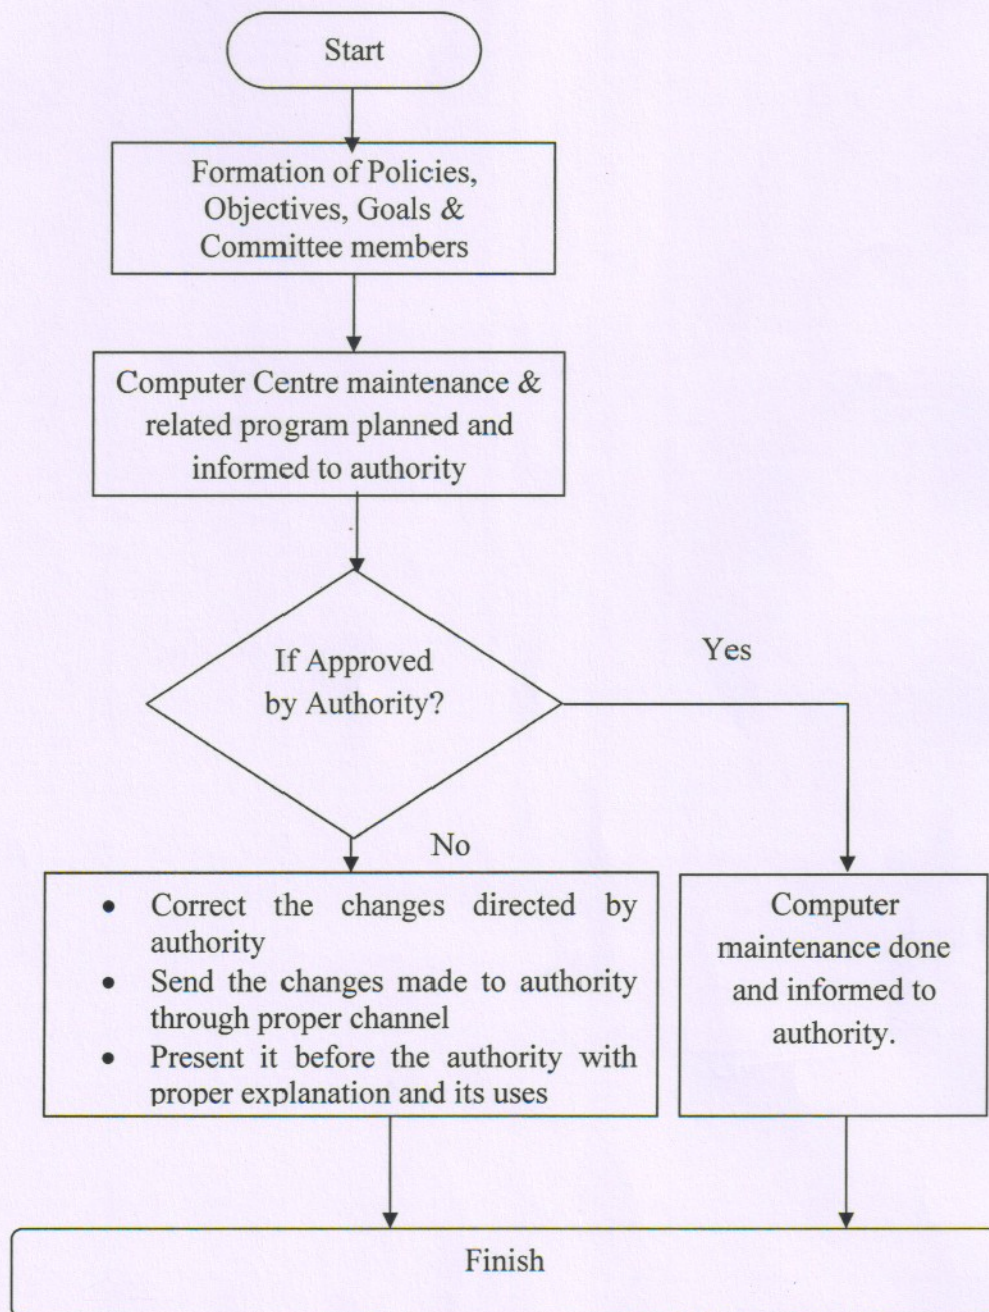 Start
Formation of Policies,
Objectives, Goals &
Committee members
Computer Centre maintenance &
related program planned and
informed to authority
If Approved
by Authority?
Yes
No
• Correct the changes directed by
authority
• Send the changes made to authority
through proper channel
• Present it before the authority with
proper explanation and its uses
Computer
maintenance done
and informed to
authority.
Finish